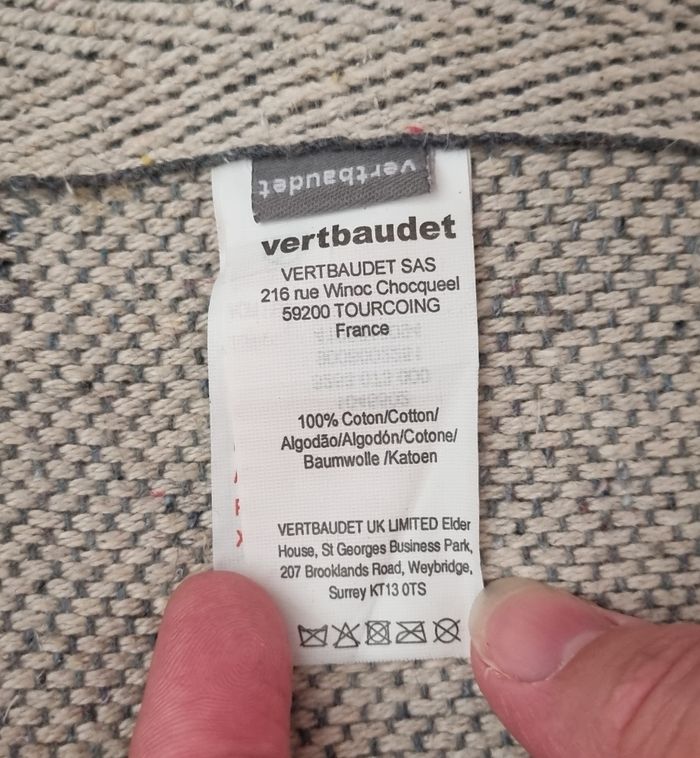 vertbaudet
vertbaudet
VERTBAUDET SAS
216 rue Winoc Chocqueel
59200 TOURCOING
France
100% Coton/Cotton/
Algodão/Algodón/Cotone/
Baumwolle /Katoen
VERTBAUDET UK LIMITED Elder
House, St Georges Business Park,
207 Brooklands Road, Weybridge,
Surrey KT13 0TS